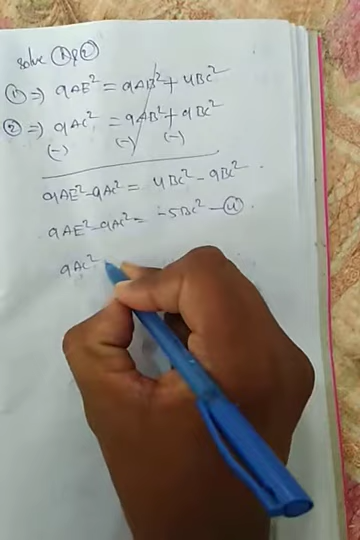 solve ① & ②
① => 9AE² = 9AB² + 4BC²
② => 9AC² = 9AB² + 9BC²
(-) (-) (-)
9AE² - 9AC² = 4BC² - 9BC²
9AE² - 9AC² = -5BC² - ④
9AC²